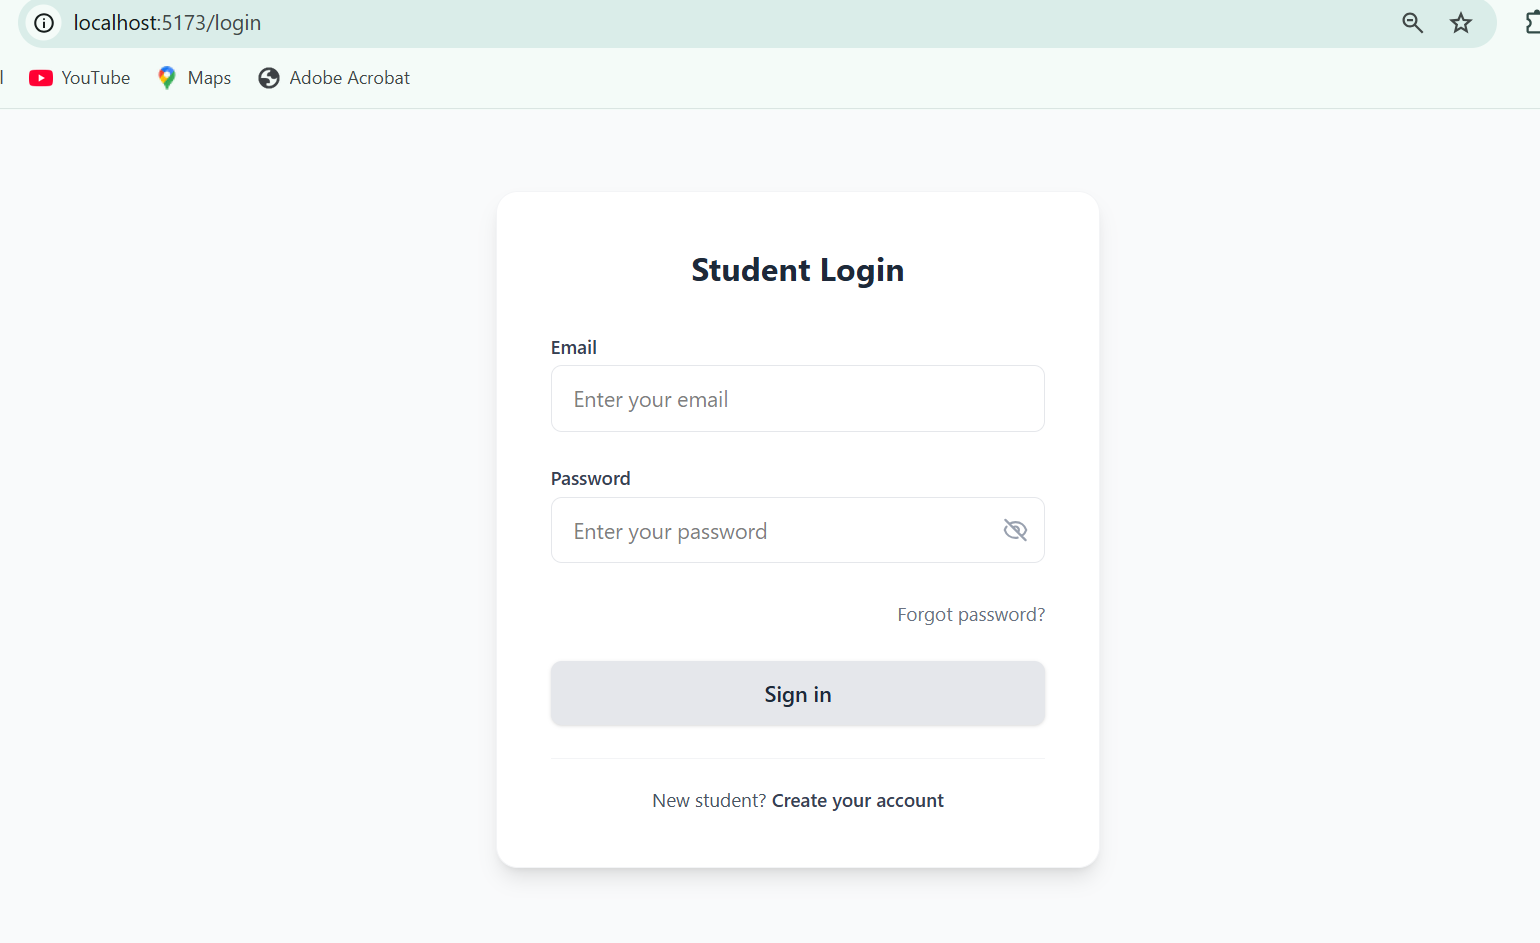 localhost:5173/login
YouTube Maps Adobe Acrobat
Student Login
Email
Enter your email
Password
Enter your password
Forgot password?
Sign in
New student? Create your account